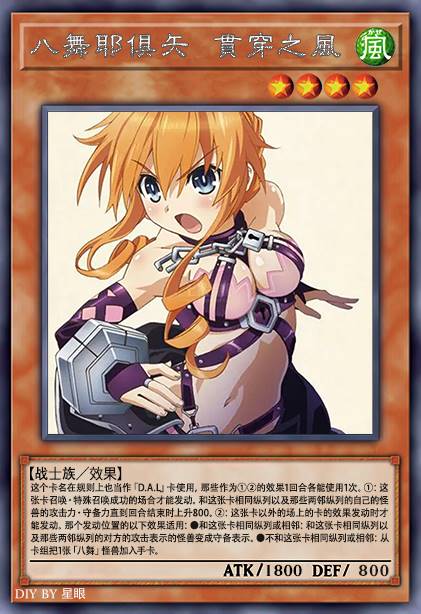 八舞耶俱矢 貫穿之風
かぜ
風
【战士族／效果】
这个卡名在规则上也当作「D.A.L」卡使用。那些作为①②的效果1回合各能使用1次。①：这
张卡召唤·特殊召唤成功的场合才能发动。和这张卡相同纵列以及那些两邻纵列的自己的怪
兽的攻击力·守备力直到回合结束时上升800。②：这张卡以外的场上的卡的效果发动时才
能发动。那个发动位置的以下效果适用：●和这张卡相同纵列或相邻：和这张卡相同纵列以
及那些两邻纵列的对方的攻击表示的怪兽变成守备表示。●不和这张卡相同纵列或相邻：从
卡组把1张「八舞」怪兽加入手卡。
ATK/1800 DEF/ 800
DIY BY 星眼